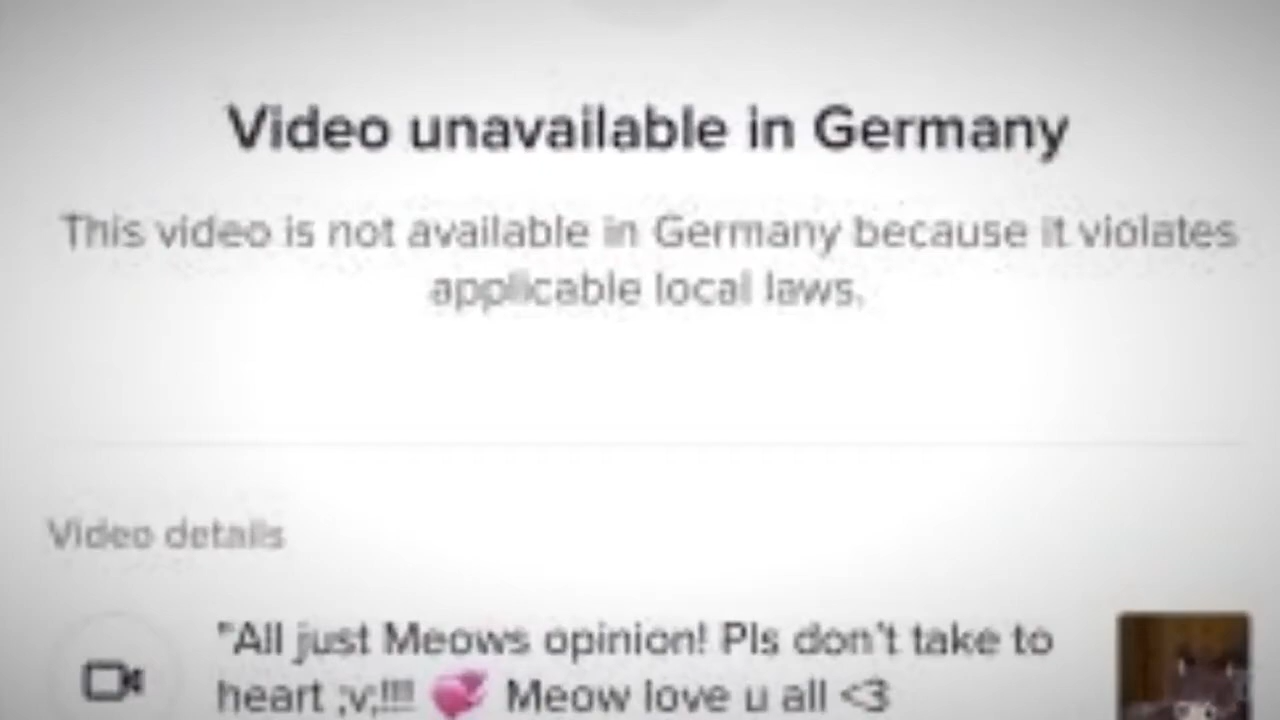 Video unavailable in Germany
This video is not available in Germany because it violates
applicable local laws.
Video details
"All just Meows opinion! Pls don't take to
heart ;v;!!!! 💞 Meow love u all <3